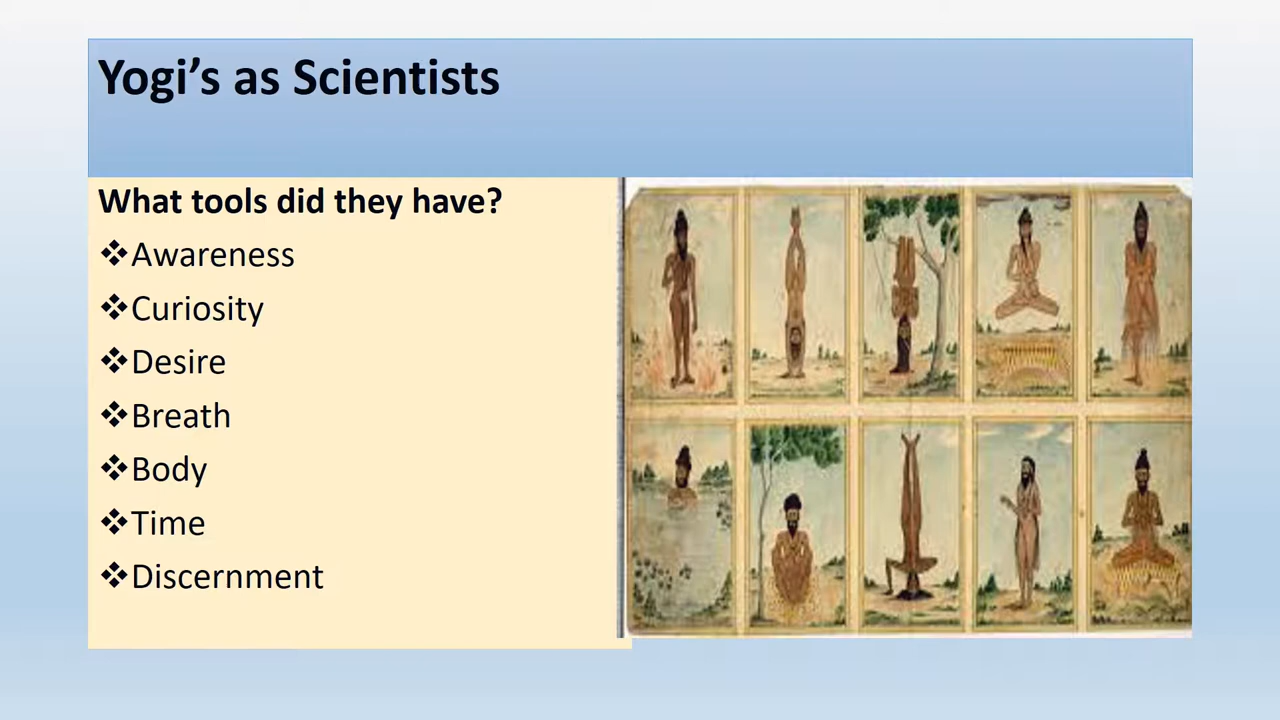 Yogi’s as Scientists
What tools did they have?
❖Awareness
❖Curiosity
❖Desire
❖Breath
❖Body
❖Time
❖Discernment